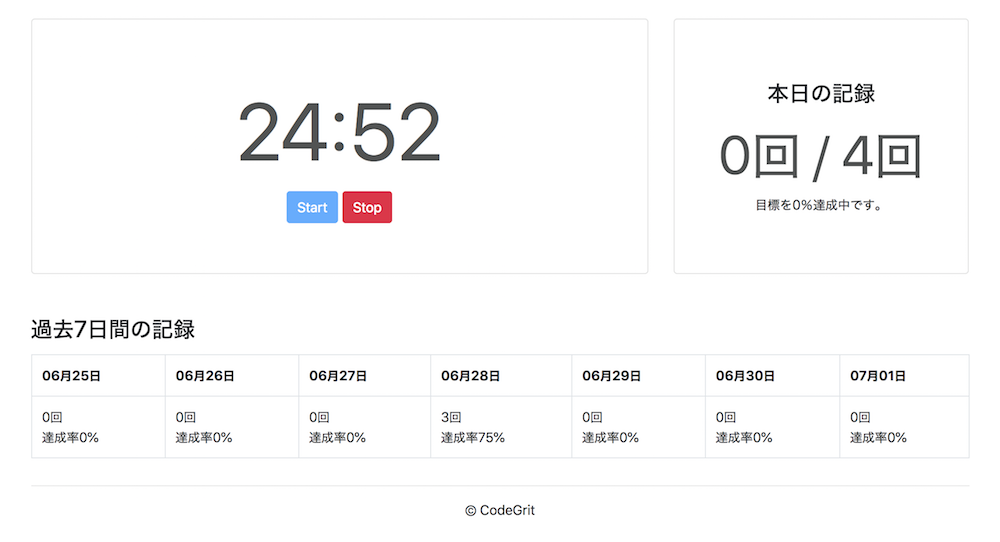 24:52
Start Stop
本日の記録
0回 / 4回
目標を0%達成中です。
過去7日間の記録
06月25日 06月26日 06月27日 06月28日 06月29日 06月30日 07月01日
0回 0回 0回 3回 0回 0回 0回
達成率0% 達成率0% 達成率0% 達成率75% 達成率0% 達成率0% 達成率0%
© CodeGrit